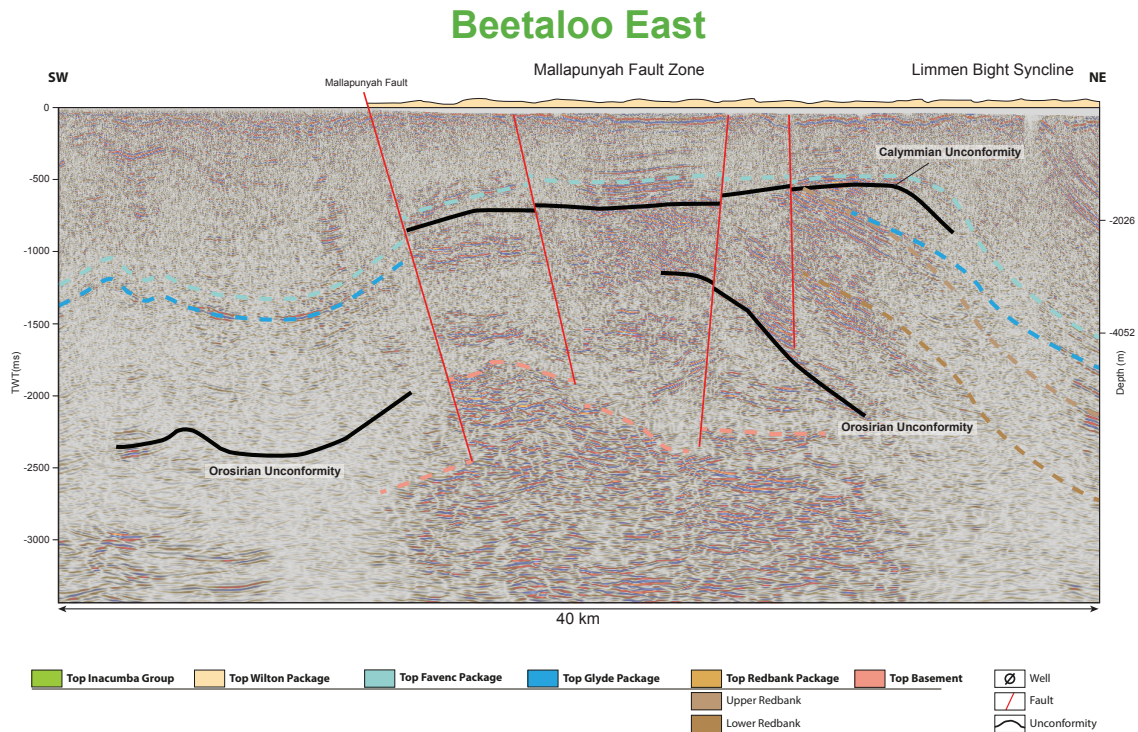 Beetaloo East
SW
Mallapunyah Fault
Mallapunyah Fault Zone
Limmen Bight Syncline
NE
0
-500
-1000
-1500
-2000
-2500
-3000
TWT(ms)
Calymmian Unconformity
-2026
-4052
Depth (m)
Orosirian Unconformity
Orosirian Unconformity
40 km
Top Inacumba Group
Top Wilton Package
Top Favenc Package
Top Glyde Package
Top Redbank Package
Top Basement
Well
Upper Redbank
Fault
Lower Redbank
Unconformity